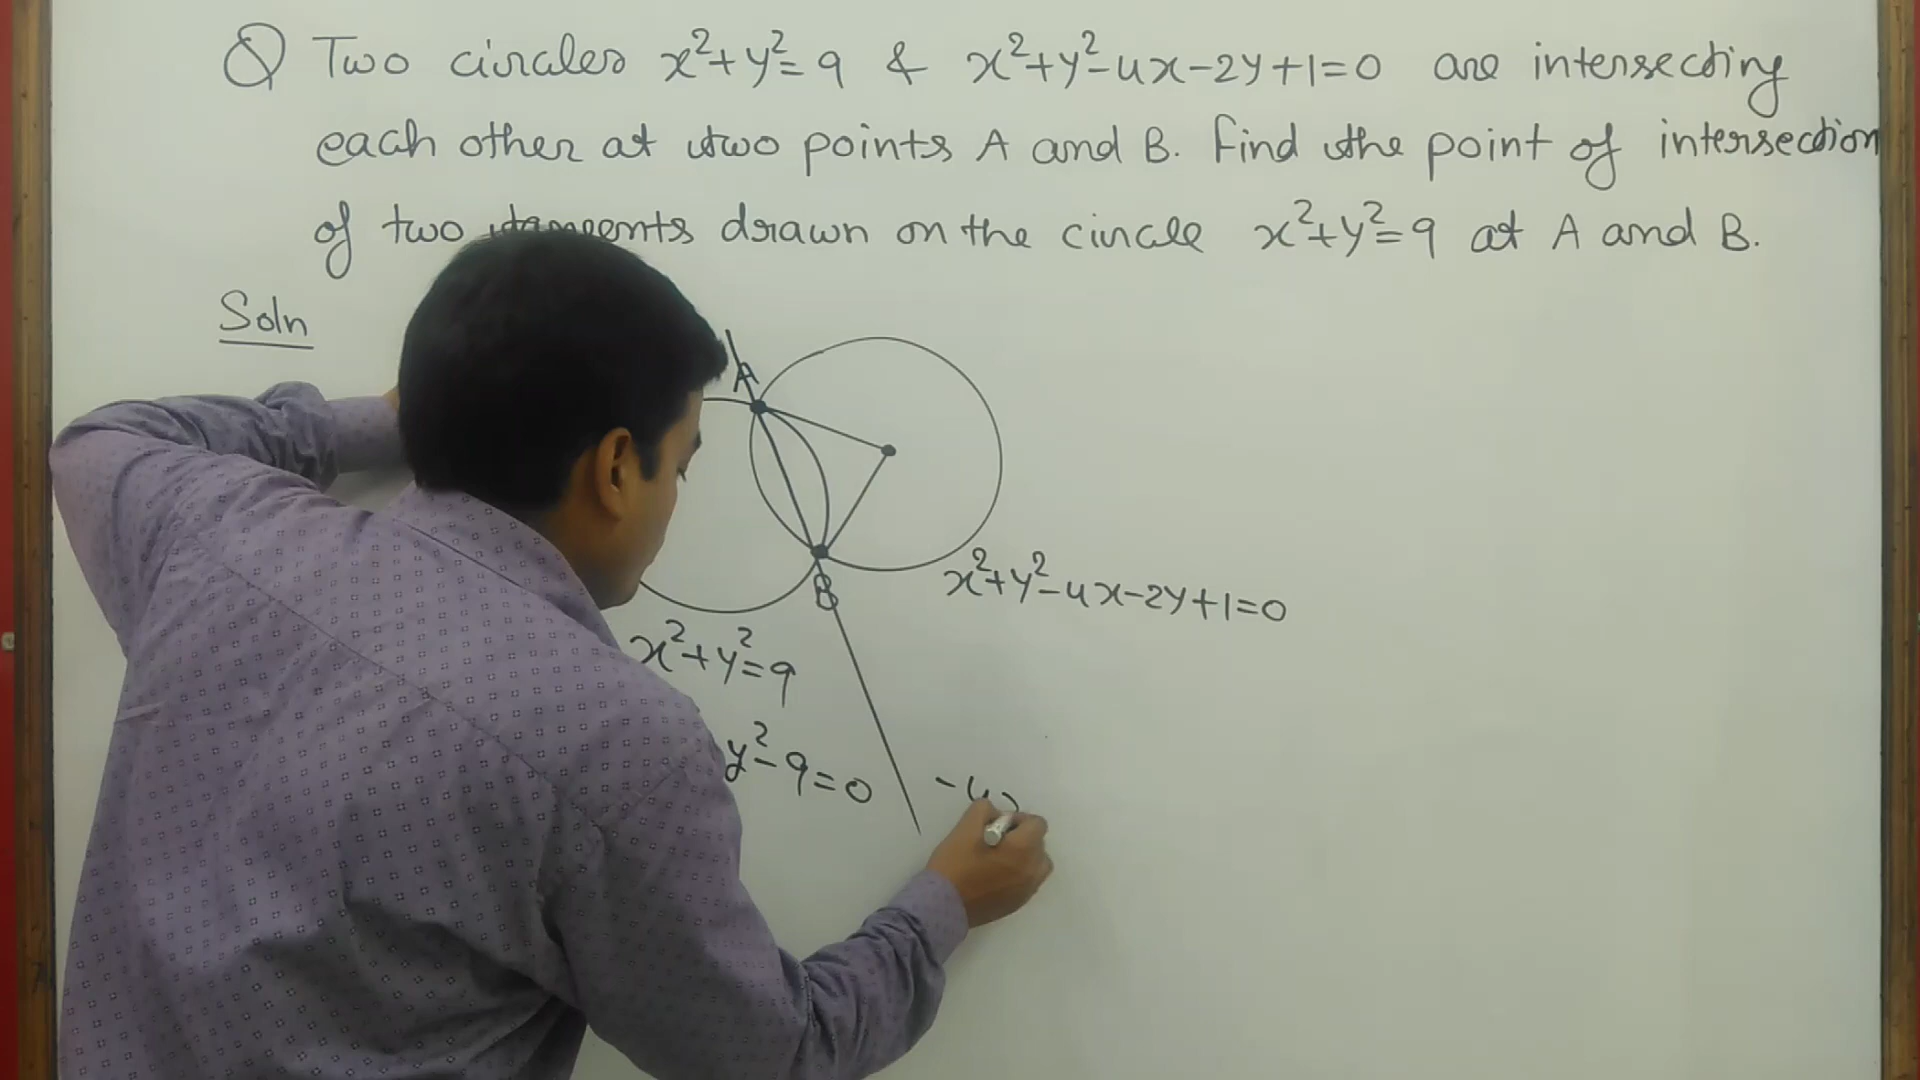 Q Two circles x²+y²=9 & x²+y²-4x-2y+1=0 are intersecting
each other at two points A and B. Find the point of intersection
of two tangents drawn on the circle x²+y²=9 at A and B.
Soln
A
B
x²+y²-4x-2y+1=0
x²+y²=9
y²-9=0
-4x